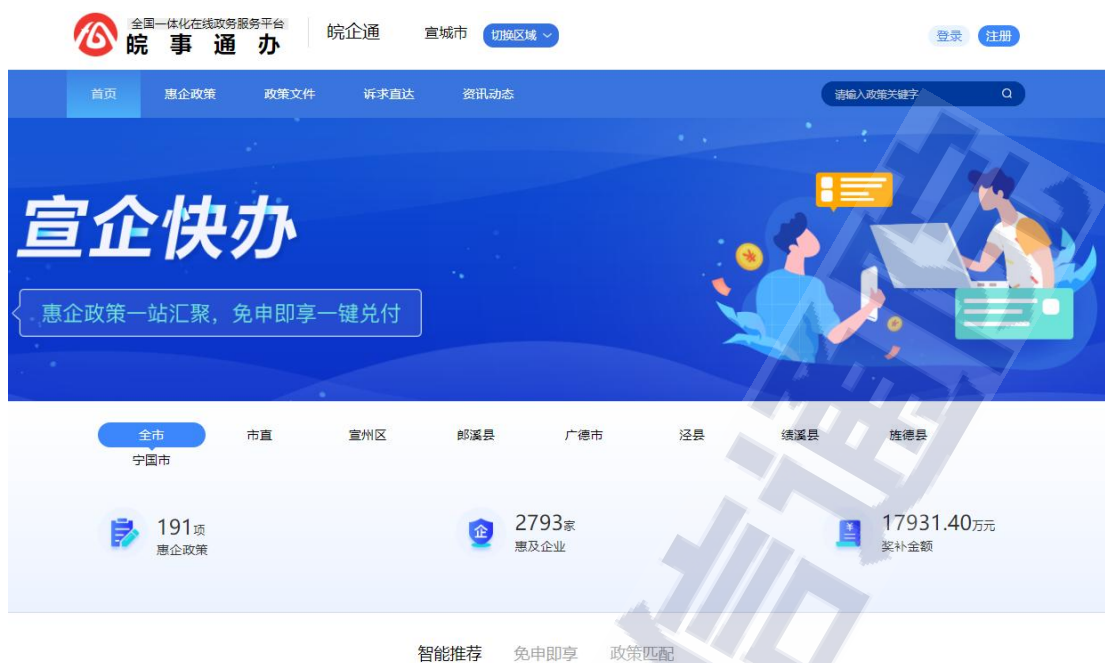 全国一体化在线政务服务平台
皖事通办
皖企通
宣城市
切换区域
登录
注册
首页 惠企政策 政策文件 诉求直达 资讯动态
请输入政策关键字
宣企快办
惠企政策一站汇聚，免申即享一键兑付
全市 市直 宣州区 郎溪县 广德市 泾县 绩溪县 旌德县
宁国市
191项
惠企政策
企
2793家
惠及企业
¥
17931.40万元
奖补金额
智能推荐 免申即享 政策匹配